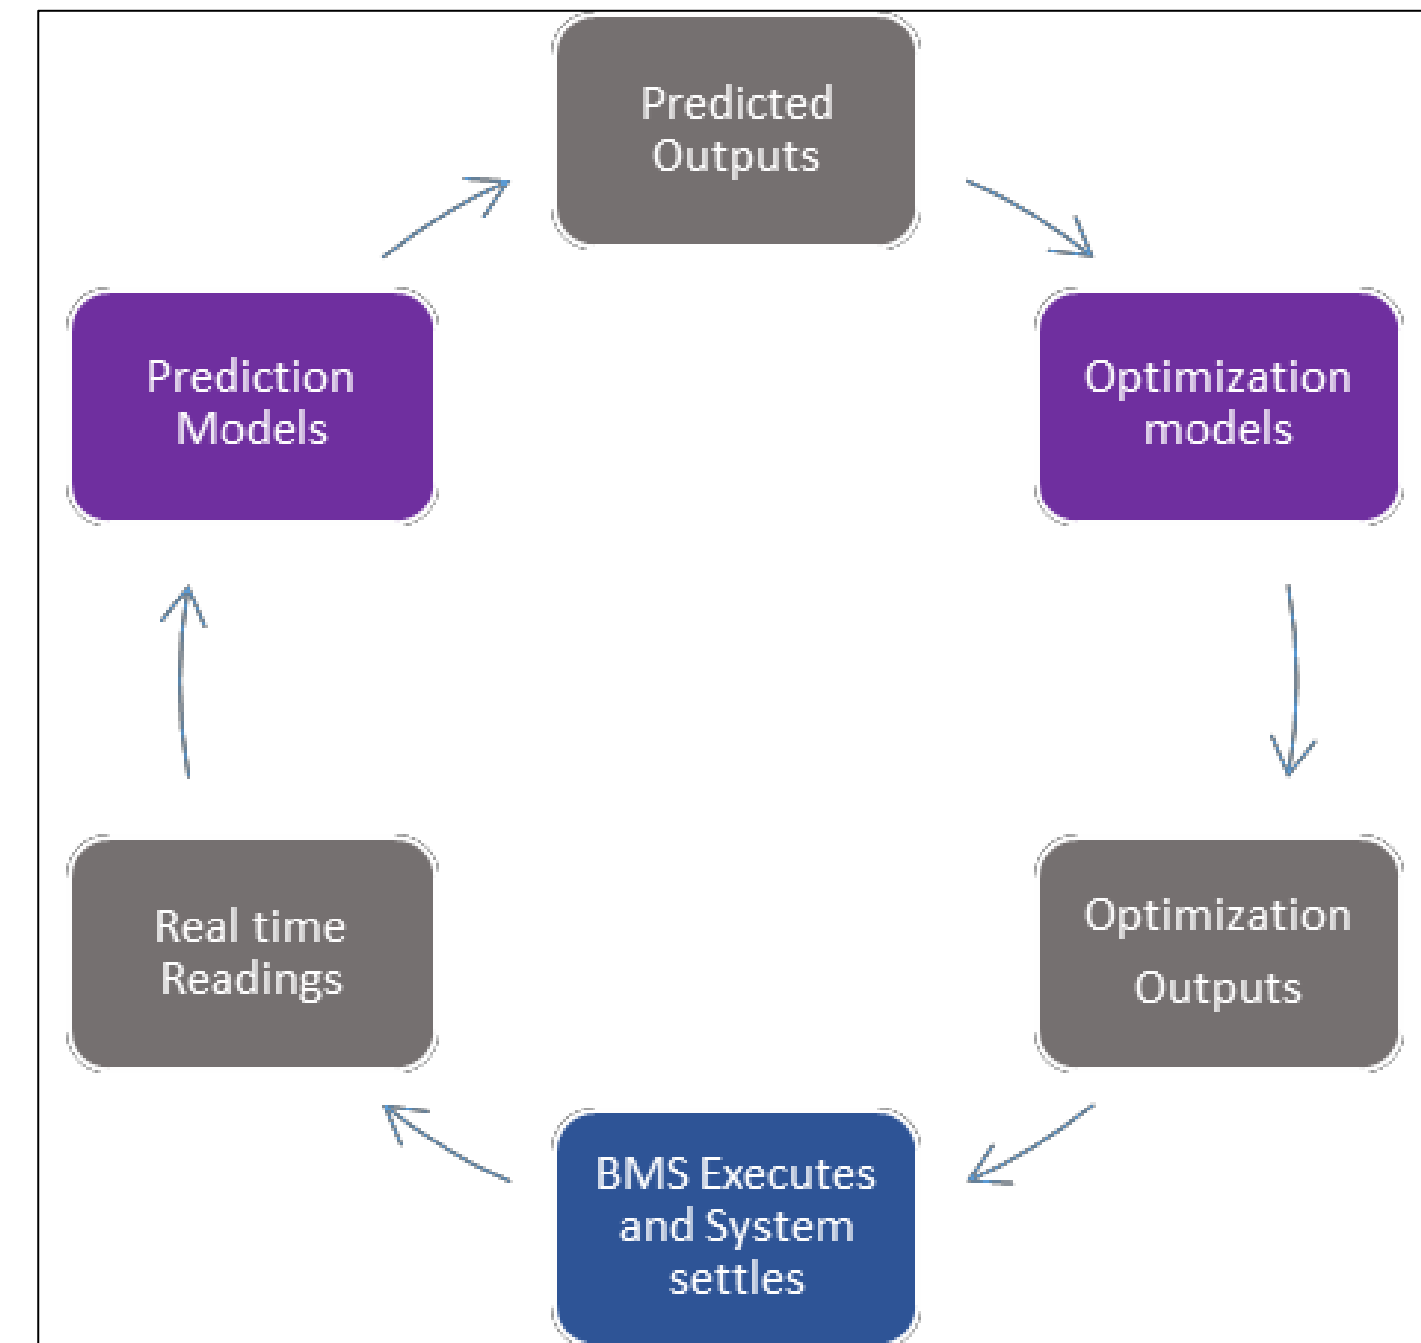 Predicted
Outputs
Prediction
Models
Optimization
models
Real time
Readings
Optimization
Outputs
BMS Executes
and System
settles